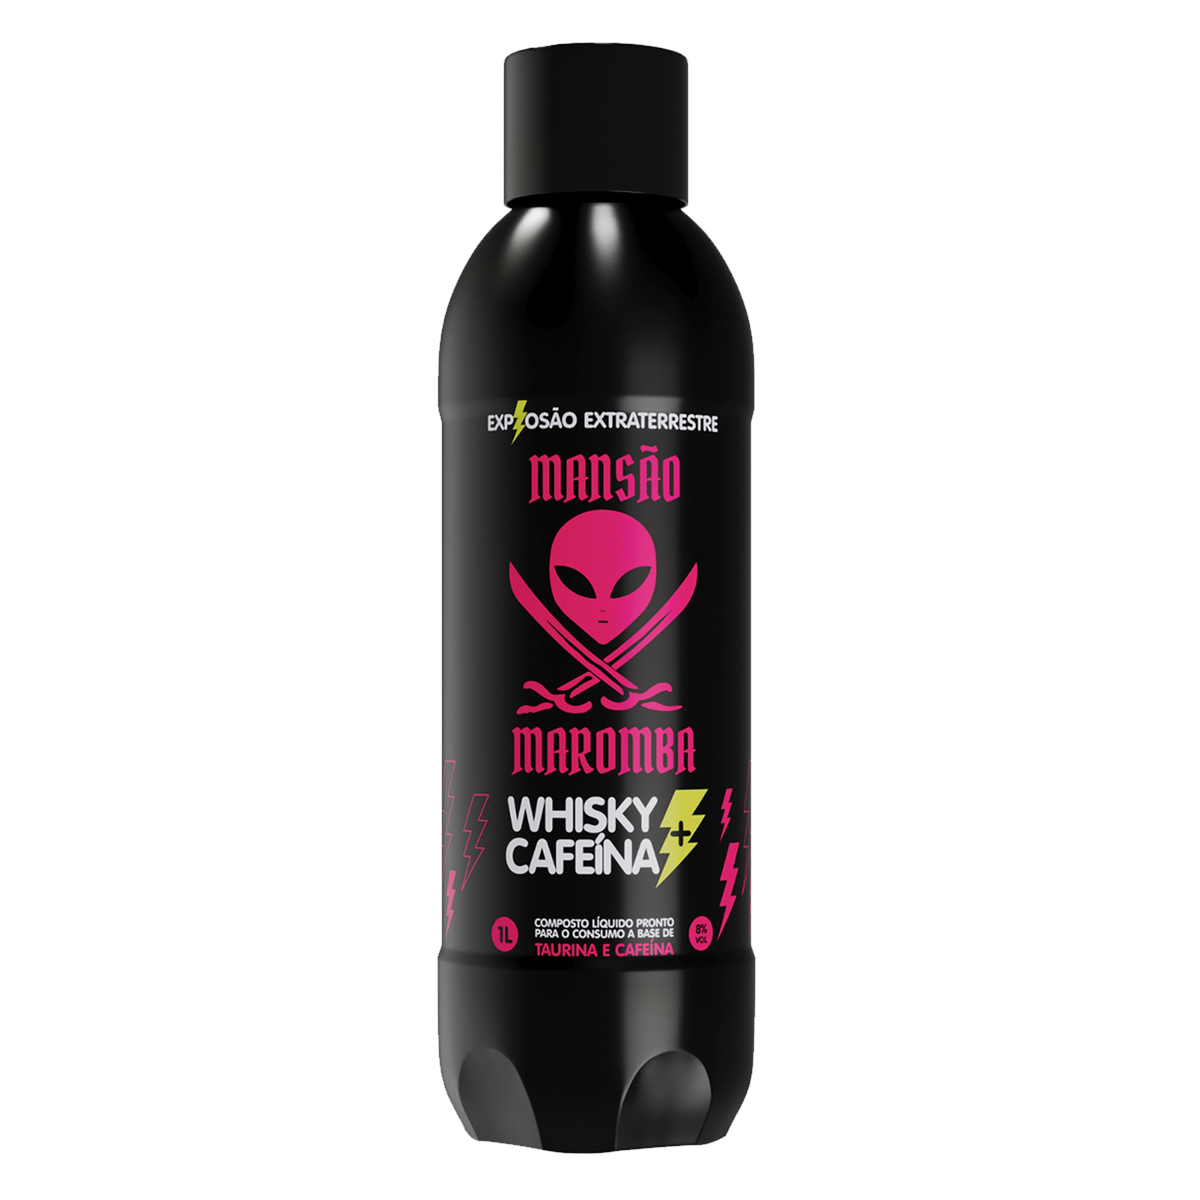 EXPLOSÃO EXTRATERRESTRE
MANSÃO
MAROMBA
WHISKY
+
CAFEÍNA
1L
COMPOSTO LÍQUIDO PRONTO
PARA O CONSUMO A BASE DE
TAURINA E CAFEÍNA
8%
VOL